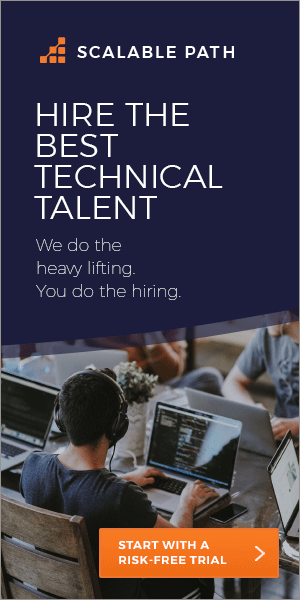 SCALABLE PATH
HIRE THE
BEST
TECHNICAL
TALENT
We do the
heavy lifting.
You do the hiring.
START WITH A
RISK-FREE TRIAL